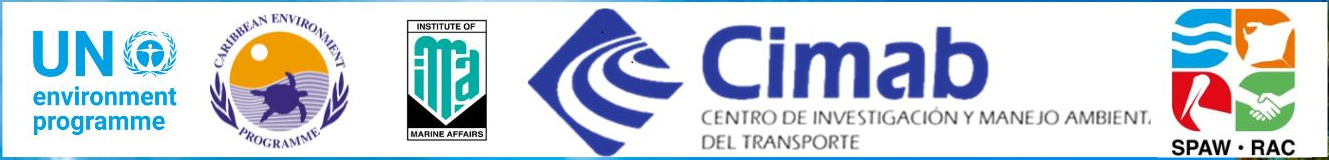 UN
environment
programme
CARIBBEAN ENVIRONMENT
PROGRAMME
INSTITUTE OF
ima
MARINE AFFAIRS
Cimab
CENTRO DE INVESTIGACIÓN Y MANEJO AMBIENT
DEL TRANSPORTE
SPAW • RAC